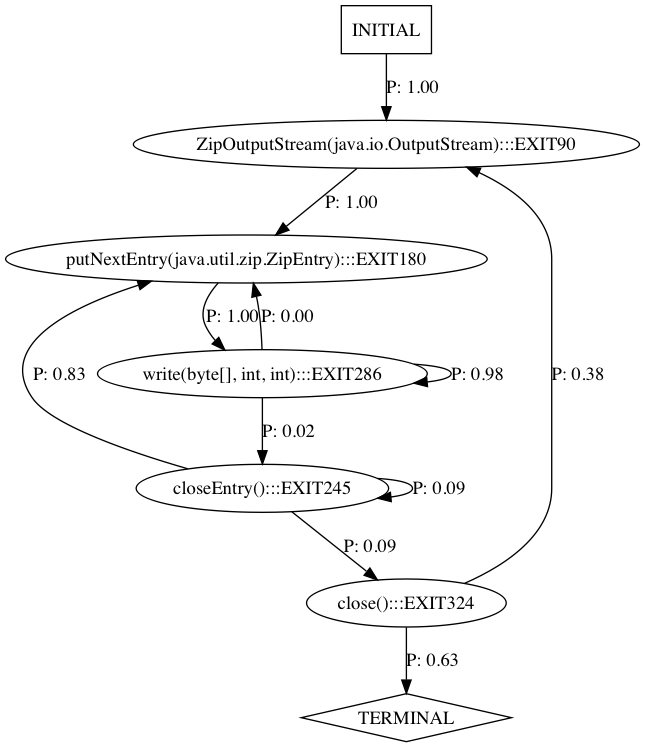 INITIAL
P: 1.00
ZipOutputStream(java.io.OutputStream):::EXIT90
P: 1.00
putNextEntry(java.util.zip.ZipEntry):::EXIT180
P: 1.00
P: 0.00
P: 0.83
write(byte[], int, int):::EXIT286
P: 0.98
P: 0.38
P: 0.02
closeEntry():::EXIT245
P: 0.09
P: 0.09
close():::EXIT324
P: 0.63
TERMINAL